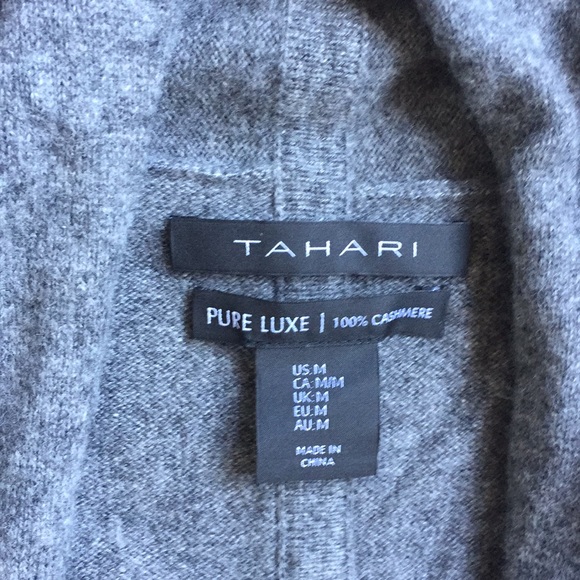 TAHARI
PURE LUXE | 100% CASHMERE
US:M
CA:M/M
UK:M
EU:M
AU:M
MADE IN
CHINA